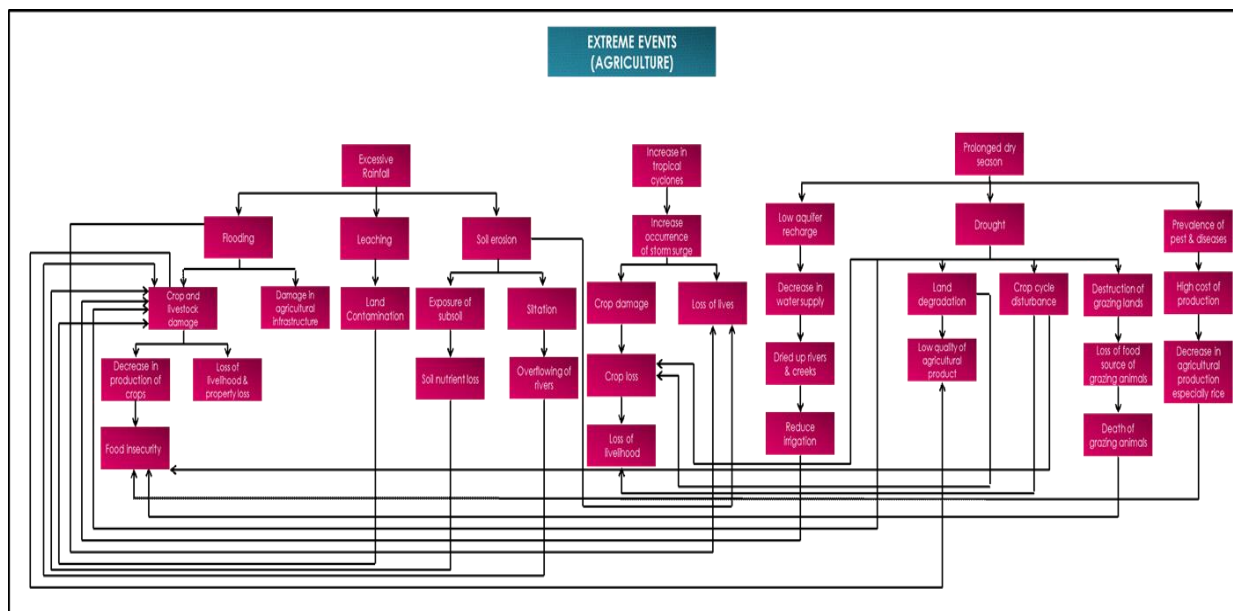 EXTREME EVENTS
(AGRICULTURE)
Excessive
Rainfall
Increase in
tropical
cyclones
Prolonged dry
season
Flooding
Leaching
Soil erosion
Increase
occurrence
of storm surge
Low aquifer
recharge
Drought
Prevalence of
pest & diseases
Crop and
livestock
damage
Damage in
agricultural
infrastructure
Land
Contamination
Exposure of
subsoil
Siltation
Crop damage
Loss of lives
Decrease in
water supply
Land
degradation
Crop cycle
disturbance
Destruction of
grazing lands
High cost of
production
Decrease in
production of
crops
Loss of
livelihood &
property loss
Soil nutrient loss
Overflowing of
rivers
Crop loss
Dried up rivers
& creeks
Low quality of
agricultural
product
Loss of food
source of
grazing animals
Decrease in
agricultural
production
especially rice
Food insecurity
Loss of
livelihood
Reduce
irrigation
Death of
grazing animals